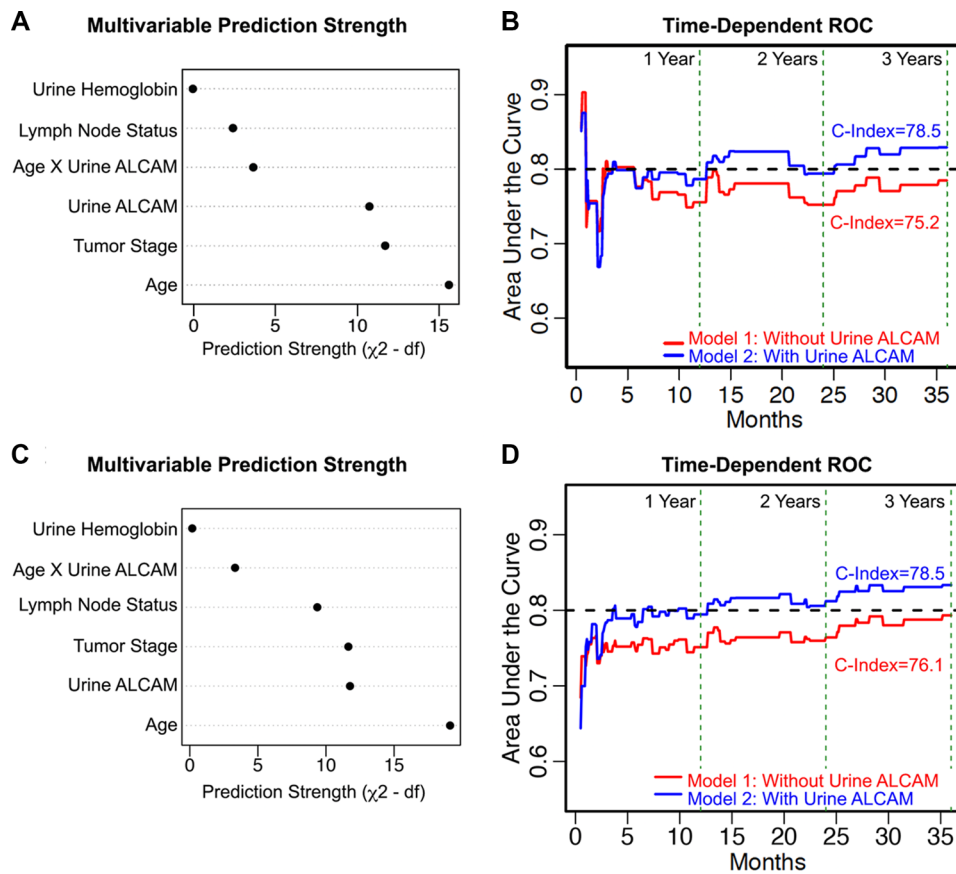 A
Multivariable Prediction Strength
Urine Hemoglobin
Lymph Node Status
Age X Urine ALCAM
Urine ALCAM
Tumor Stage
Age
0 5 10 15
Prediction Strength (χ2 - df)
B
Time-Dependent ROC
1 Year 2 Years 3 Years
C-Index=78.5
C-Index=75.2
Area Under the Curve
0.9
0.8
0.7
0.6
Model 1: Without Urine ALCAM
Model 2: With Urine ALCAM
0 5 10 15 20 25 30 35
Months
C
Multivariable Prediction Strength
Urine Hemoglobin
Age X Urine ALCAM
Lymph Node Status
Tumor Stage
Urine ALCAM
Age
0 5 10 15
Prediction Strength (χ2 - df)
D
Time-Dependent ROC
1 Year 2 Years 3 Years
C-Index=78.5
C-Index=76.1
Area Under the Curve
0.9
0.8
0.7
0.6
Model 1: Without Urine ALCAM
Model 2: With Urine ALCAM
0 5 10 15 20 25 30 35
Months